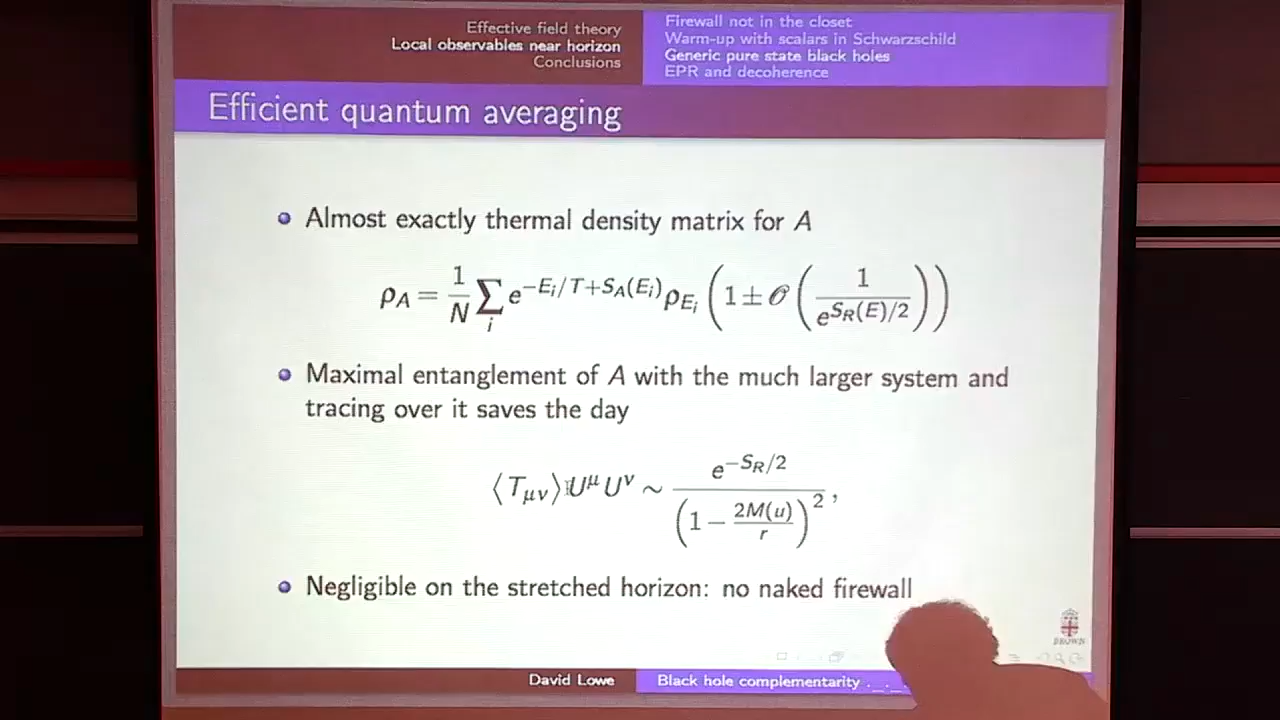 Effective field theory
Local observables near horizon
Conclusions
Firewall not in the closet
Warm-up with scalars in Schwarzschild
Generic pure state black holes
EPR and decoherence
Efficient quantum averaging
Almost exactly thermal density matrix for A
ρ_A = 1/N ∑_i e^{−E_i/T+S_A(E_i)} ρ_{E_i} (1 ± 𝒪(1/e^{S_R(E)/2}))
Maximal entanglement of A with the much larger system and
tracing over it saves the day
⟨T_{μν}⟩U^μ U^ν ∼ e^{−S_R/2}/(1 − 2M(u)/r)^2,
Negligible on the stretched horizon: no naked firewall
BROWN
David Lowe
Black hole complementarity . . .